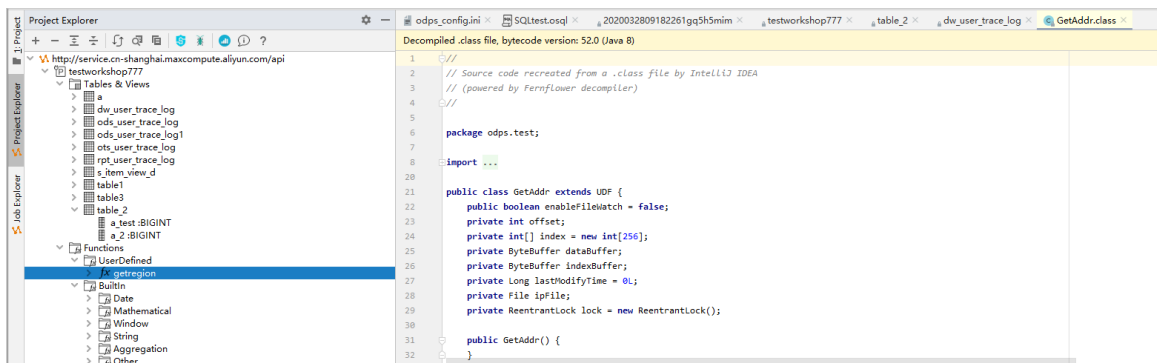 1: Project
Project Explorer
Job Explorer
Project Explorer
http://service.cn-shanghai.maxcompute.aliyun.com/api
testworkshop777
Tables & Views
a
dw_user_trace_log
ods_user_trace_log
ods_user_trace_log1
ots_user_trace_log
rpt_user_trace_log
s_item_view_d
table1
table3
table_2
a_test :BIGINT
a_2 :BIGINT
Functions
UserDefined
fx getregion
BuiltIn
Date
Mathematical
Window
String
Aggregation
Other
odps_config.ini
SQLtest.osql
2020032809182261gq5h5mim
testworkshop777
table_2
dw_user_trace_log
GetAddr.class
Decompiled .class file, bytecode version: 52.0 (Java 8)
1 //
2 // Source code recreated from a .class file by IntelliJ IDEA
3 // (powered by Fernflower decompiler)
4 //
5
6 package odps.test;
7
8 import ...
20
21 public class GetAddr extends UDF {
22 public boolean enableFileWatch = false;
23 private int offset;
24 private int[] index = new int[256];
25 private ByteBuffer dataBuffer;
26 private ByteBuffer indexBuffer;
27 private Long lastModifyTime = 0L;
28 private File ipFile;
29 private ReentrantLock lock = new ReentrantLock();
30
31 public GetAddr() {
32 }